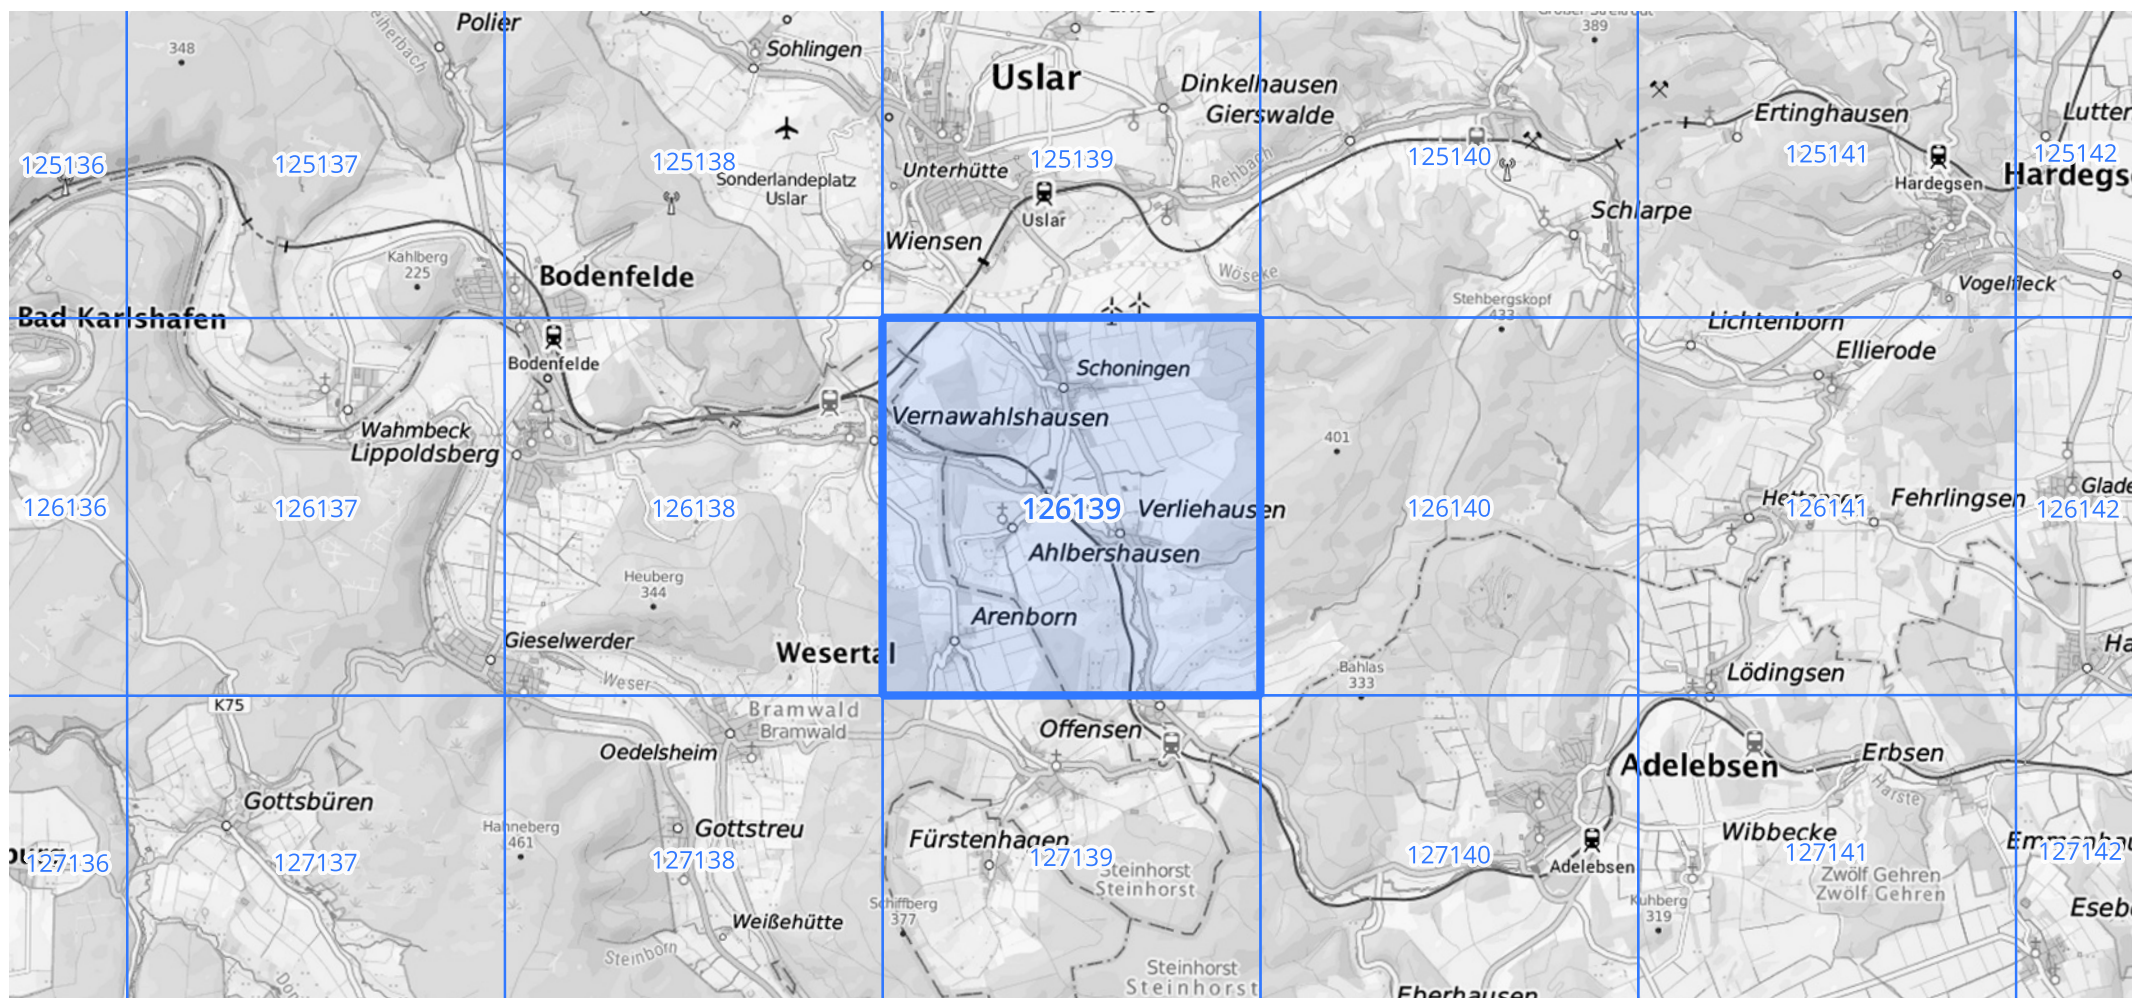 Polier
348
Sohlingen
Uslar
Dinkelhausen
Gierswalde
389
Ertinghausen
Lutter
125136
125137
125138
125139
125140
125141
125142
Unterhütte
Sonderlandeplatz
Uslar
Rehbach
Hardegsen
Hardegs
Uslar
Schlarpe
Wiensen
Kahlberg
225
Bodenfelde
Wöseke
Vogelfleck
Stehbergskopf
433
Bad Karlshafen
Lichtenborn
Ellierode
Bodenfelde
Schoningen
Vernawahlshausen
Wahmbeck
Lippoldsberg
401
Fehrlingsen
Glade
126136
126137
126138
126139
126140
126141
126142
Verliehausen
Ahlbershausen
Heuberg
344
Arenborn
Gieselwerder
Wesertal
Ha
Weser
Bahlas
333
Lödingsen
K75
Bramwald
Bramwald
Offensen
Oedelsheim
Adelebsen
Erbsen
Harste
Gottsbüren
Hahneberg
461
Gottstreu
Fürstenhagen
Wibbecke
127136
127137
127138
127139
127140
127141
127142
Adelebsen
Steinhorst
Steinhorst
Zwölf Gehren
Zwölf Gehren
Schiffberg
377
Kuhberg
319
Weißehütte
Steinborn
Eseb
Steinhorst
Steinhorst
Eberhausen